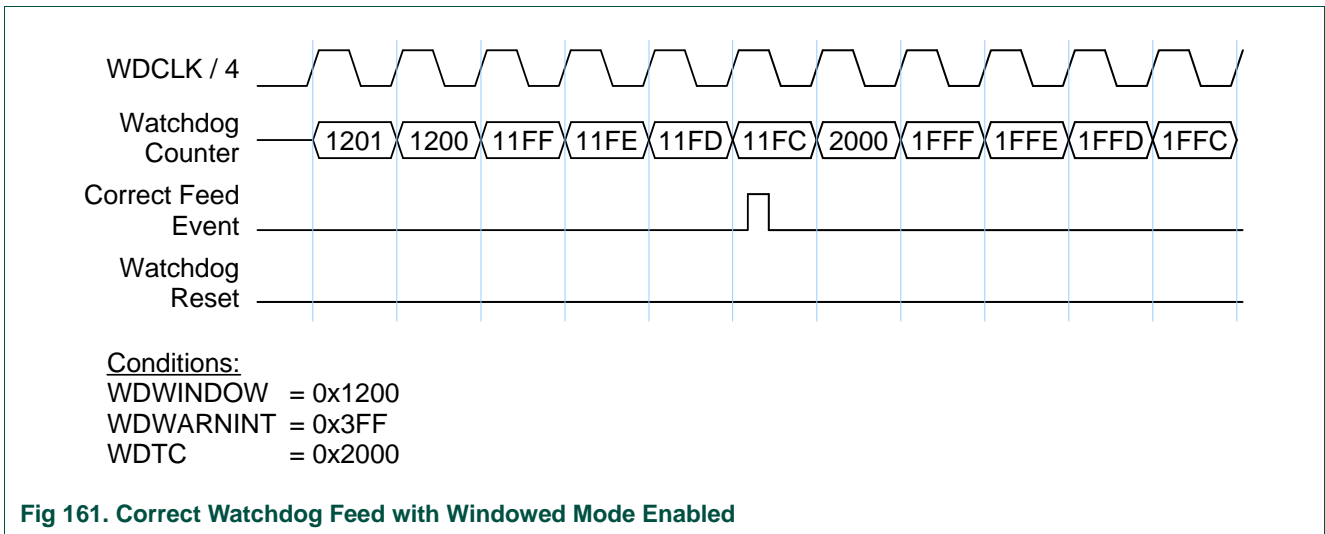 WDCLK / 4
Watchdog
Counter
1201 1200 11FF 11FE 11FD 11FC 2000 1FFF 1FFE 1FFD 1FFC
Correct Feed
Event
Watchdog
Reset
Conditions:
WDWINDOW = 0x1200
WDWARNINT = 0x3FF
WDTC = 0x2000
Fig 161. Correct Watchdog Feed with Windowed Mode Enabled